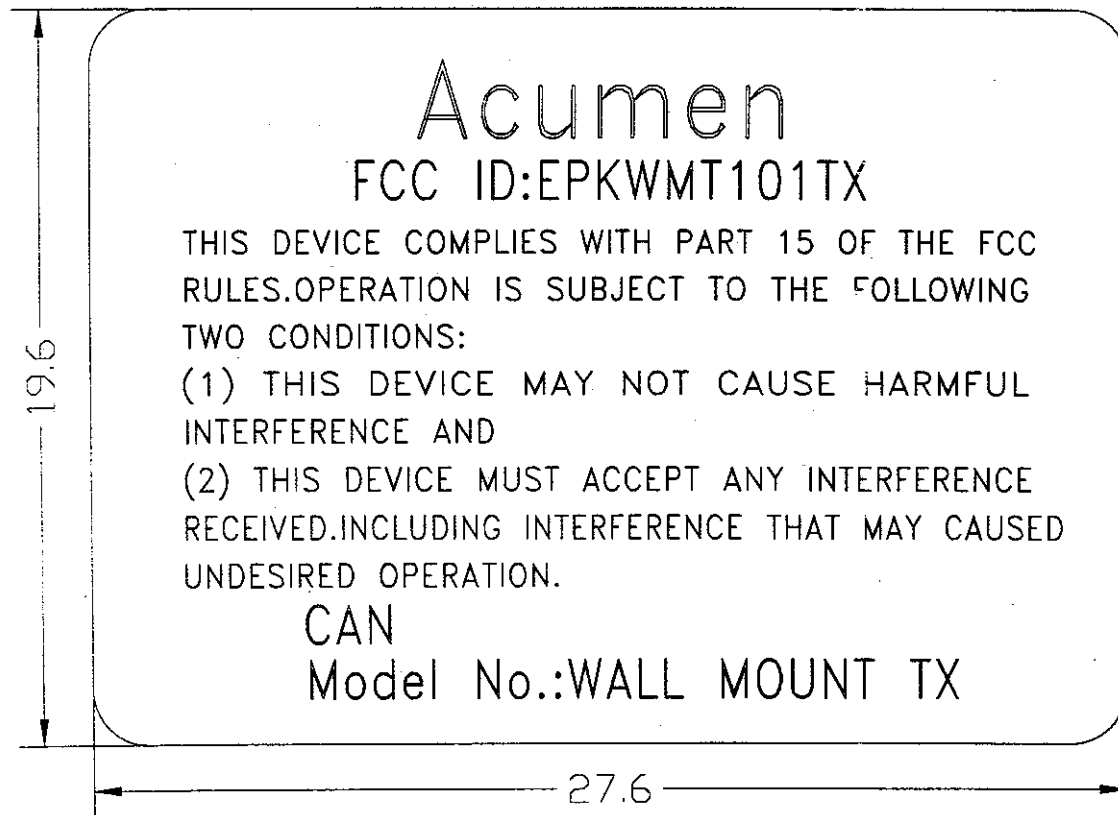 Acumen
FCC ID:EPKWMT101TX
THIS DEVICE COMPLIES WITH PART 15 OF THE FCC
RULES.OPERATION IS SUBJECT TO THE FOLLOWING
TWO CONDITIONS:
(1) THIS DEVICE MAY NOT CAUSE HARMFUL
INTERFERENCE AND
(2) THIS DEVICE MUST ACCEPT ANY INTERFERENCE
RECEIVED.INCLUDING INTERFERENCE THAT MAY CAUSED
UNDESIRED OPERATION.
CAN
Model No.:WALL MOUNT TX
19.6
27.6